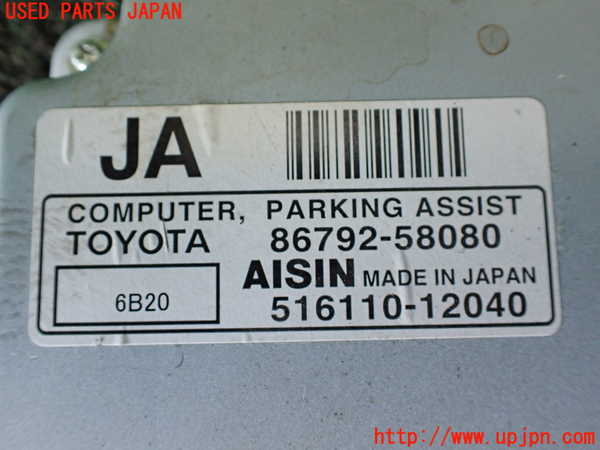 USED PARTS JAPAN
JA
COMPUTER, PARKING ASSIST
TOYOTA 86792-58080
6B20 AISIN MADE IN JAPAN
516110-12040
http://www.upjpn.com/